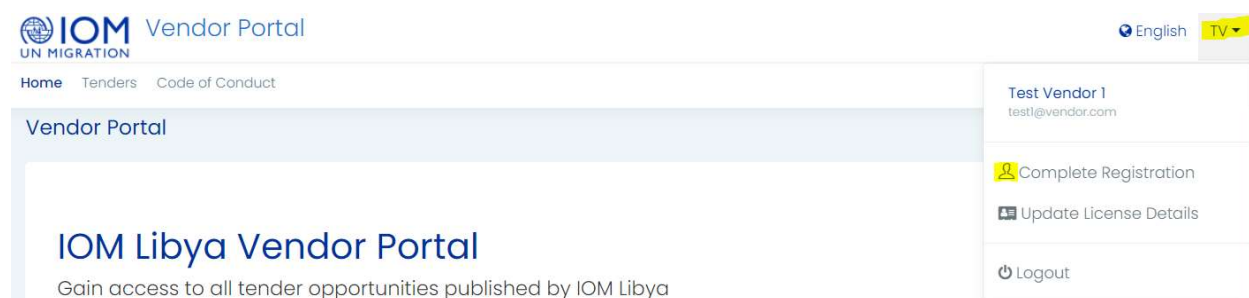 IOM Vendor Portal
UN MIGRATION
English TV
Home Tenders Code of Conduct
Test Vendor 1
test1@vendor.com
Vendor Portal
Complete Registration
Update License Details
IOM Libya Vendor Portal
Logout
Gain access to all tender opportunities published by IOM Libya